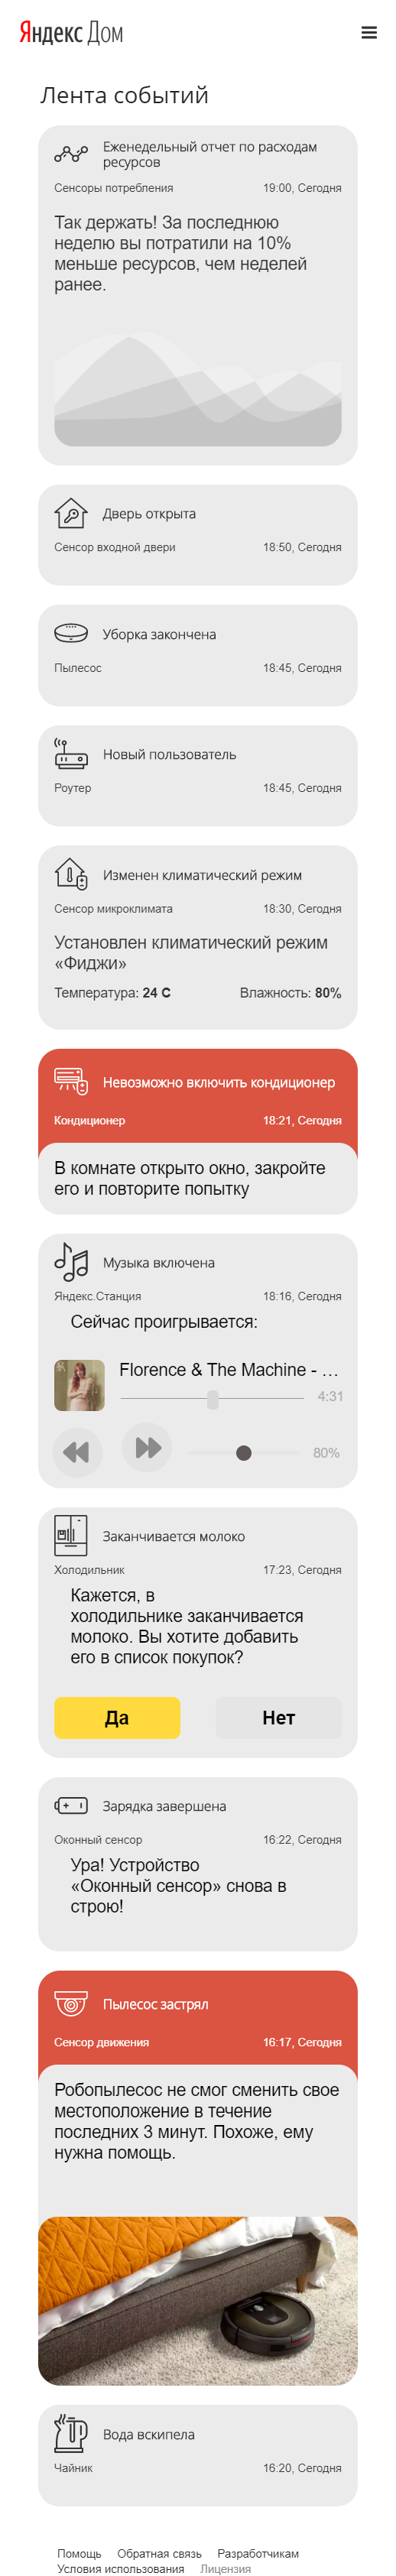 Яндекс Дом
Лента событий
Еженедельный отчет по расходам
ресурсов
Сенсоры потребления 19:00, Сегодня
Так держать! За последнюю
неделю вы потратили на 10%
меньше ресурсов, чем неделей
ранее.
Дверь открыта
Сенсор входной двери 18:50, Сегодня
Уборка закончена
Пылесос 18:45, Сегодня
Новый пользователь
Роутер 18:45, Сегодня
Изменен климатический режим
Сенсор микроклимата 18:30, Сегодня
Установлен климатический режим
«Фиджи»
Температура: 24 С Влажность: 80%
Невозможно включить кондиционер
Кондиционер 18:21, Сегодня
В комнате открыто окно, закройте
его и повторите попытку
Музыка включена
Яндекс.Станция 18:16, Сегодня
Сейчас проигрывается:
Florence & The Machine - …
4:31
80%
Заканчивается молоко
Холодильник 17:23, Сегодня
Кажется, в
холодильнике заканчивается
молоко. Вы хотите добавить
его в список покупок?
Да Нет
Зарядка завершена
Оконный сенсор 16:22, Сегодня
Ура! Устройство
«Оконный сенсор» снова в
строю!
Пылесос застрял
Сенсор движения 16:17, Сегодня
Робопылесос не смог сменить свое
местоположение в течение
последних 3 минут. Похоже, ему
нужна помощь.
Вода вскипела
Чайник 16:20, Сегодня
Помощь Обратная связь Разработчикам
Условия использования Лицензия